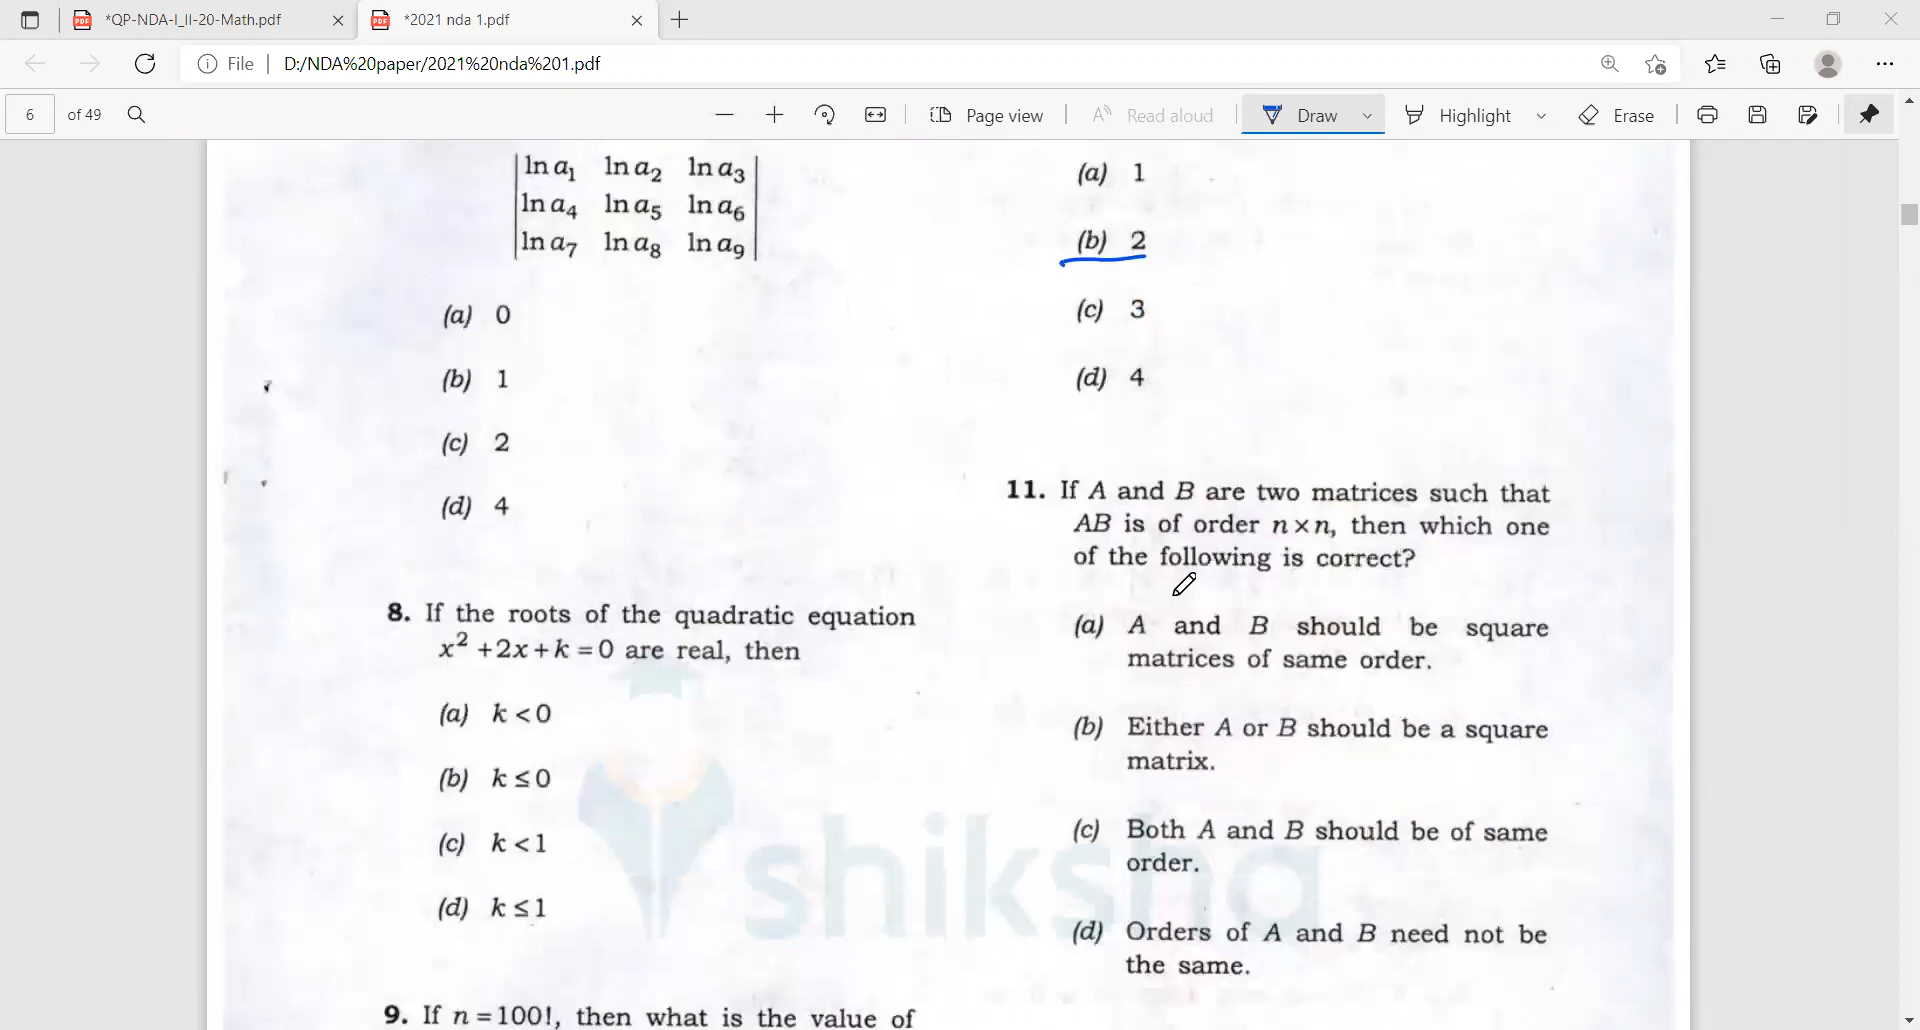 *QP-NDA-I_II-20-Math.pdf
*2021 nda 1.pdf
File
D:/NDA%20paper/2021%20nda%201.pdf
6 of 49
Page view
Read aloud
Draw
Highlight
Erase
ln a₁ ln a₂ ln a₃
ln a₄ ln a₅ ln a₆
ln a₇ ln a₈ ln a₉
(a) 0
(b) 1
(c) 2
(d) 4
8. If the roots of the quadratic equation
x² +2x+k =0 are real, then
(a) k <0
(b) k ≤0
(c) k <1
(d) k ≤1
9. If n =100!, then what is the value of
(a) 1
(b) 2
(c) 3
(d) 4
11. If A and B are two matrices such that
AB is of order n×n, then which one
of the following is correct?
(a) A and B should be square
matrices of same order.
(b) Either A or B should be a square
matrix.
(c) Both A and B should be of same
order.
(d) Orders of A and B need not be
the same.
shiksha